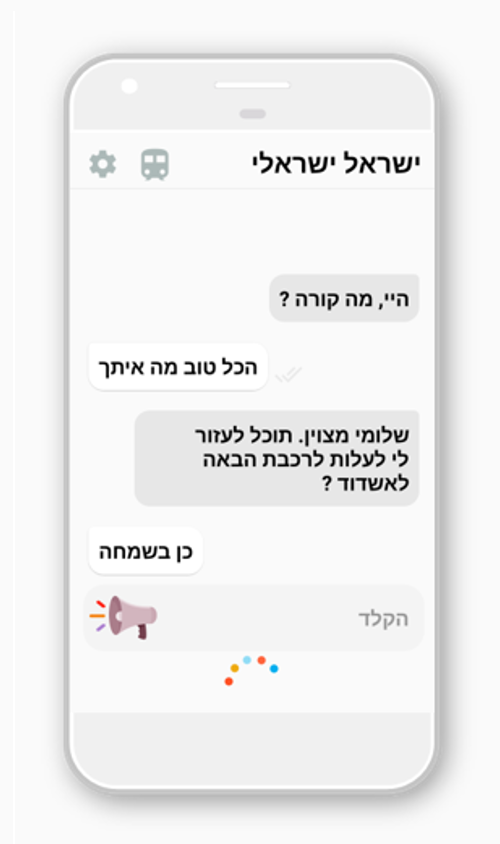 ישראל ישראלי
היי, מה קורה ?
הכל טוב מה איתך
שלומי מצוין. תוכל לעזור
לי לעלות לרכבת הבאה
לאשדוד ?
כן בשמחה
הקלד